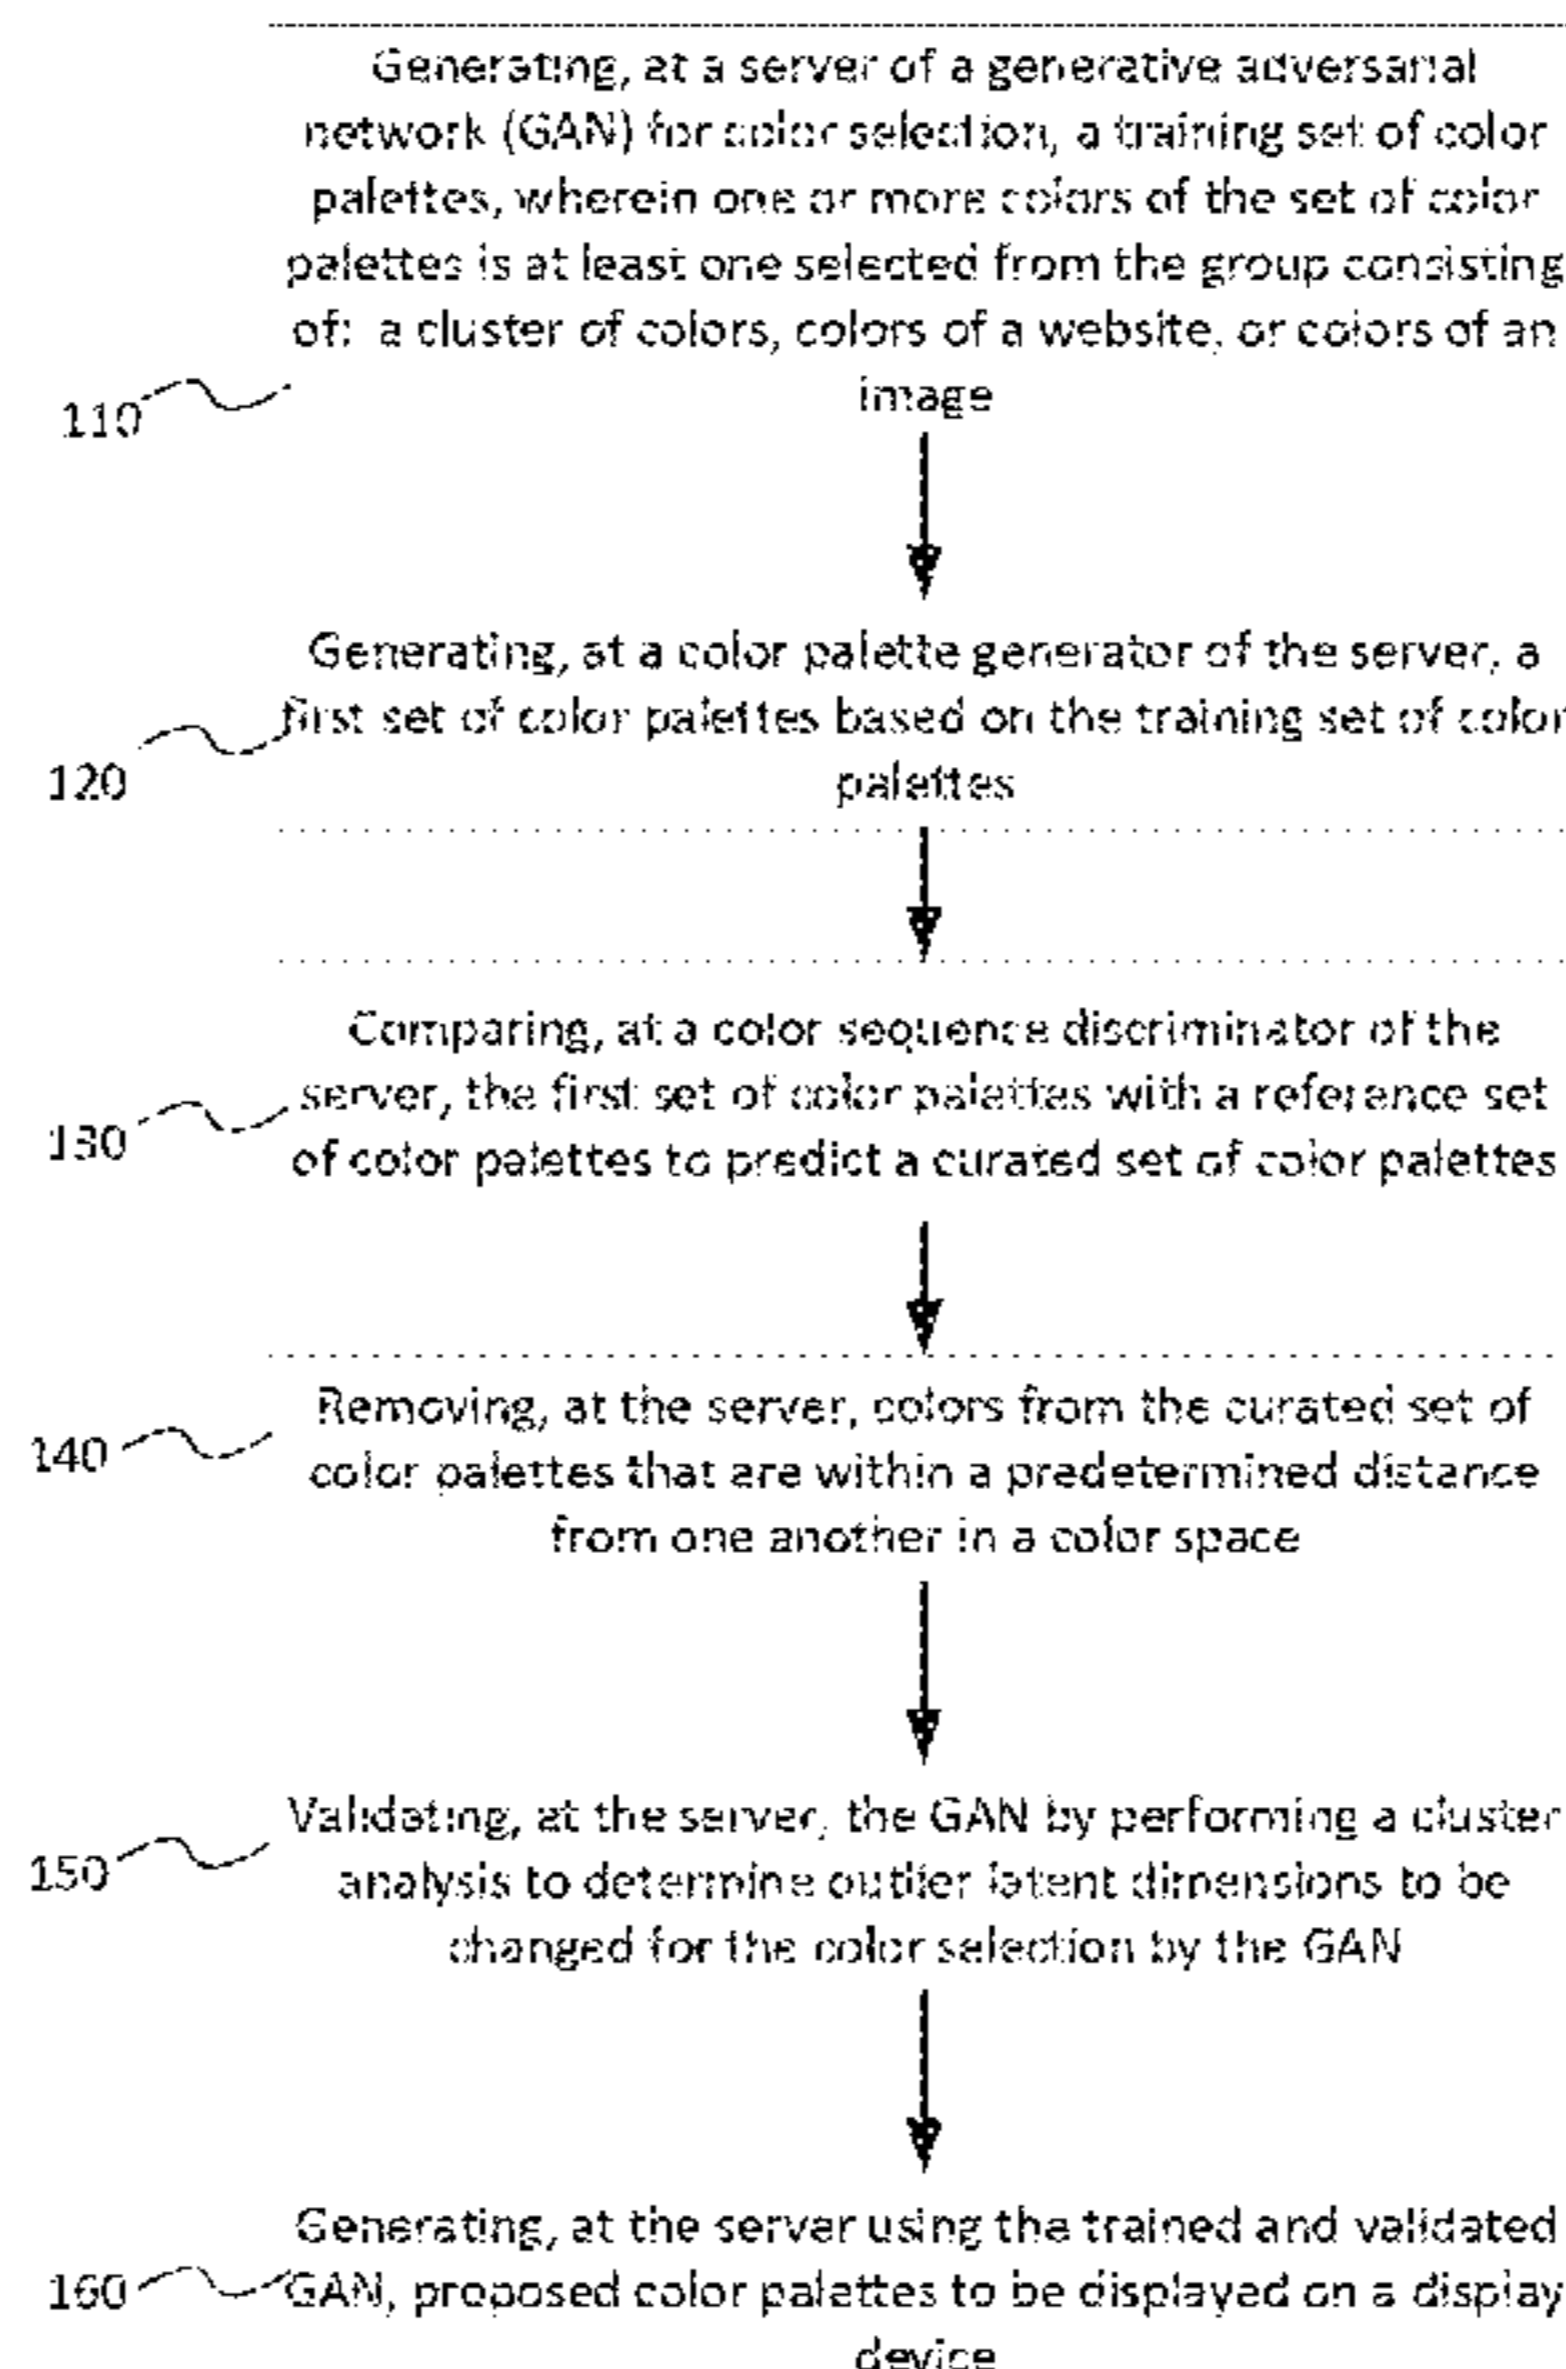 Generating, at a server of a generative adversarial
network (GAN) for color selection, a training set of color
palettes, wherein one or more colors of the set of color
palettes is at least one selected from the group consisting
of: a cluster of colors, colors of a website, or colors of an
image
110
Generating, at a color palette generator of the server, a
first set of color palettes based on the training set of color
palettes
120
Comparing, at a color sequence discriminator of the
server, the first set of color palettes with a reference set
of color palettes to predict a curated set of color palettes
130
Removing, at the server, colors from the curated set of
color palettes that are within a predetermined distance
from one another in a color space
140
Validating, at the server, the GAN by performing a cluster
analysis to determine outlier latent dimensions to be
changed for the color selection by the GAN
150
Generating, at the server using the trained and validated
GAN, proposed color palettes to be displayed on a display
device
160